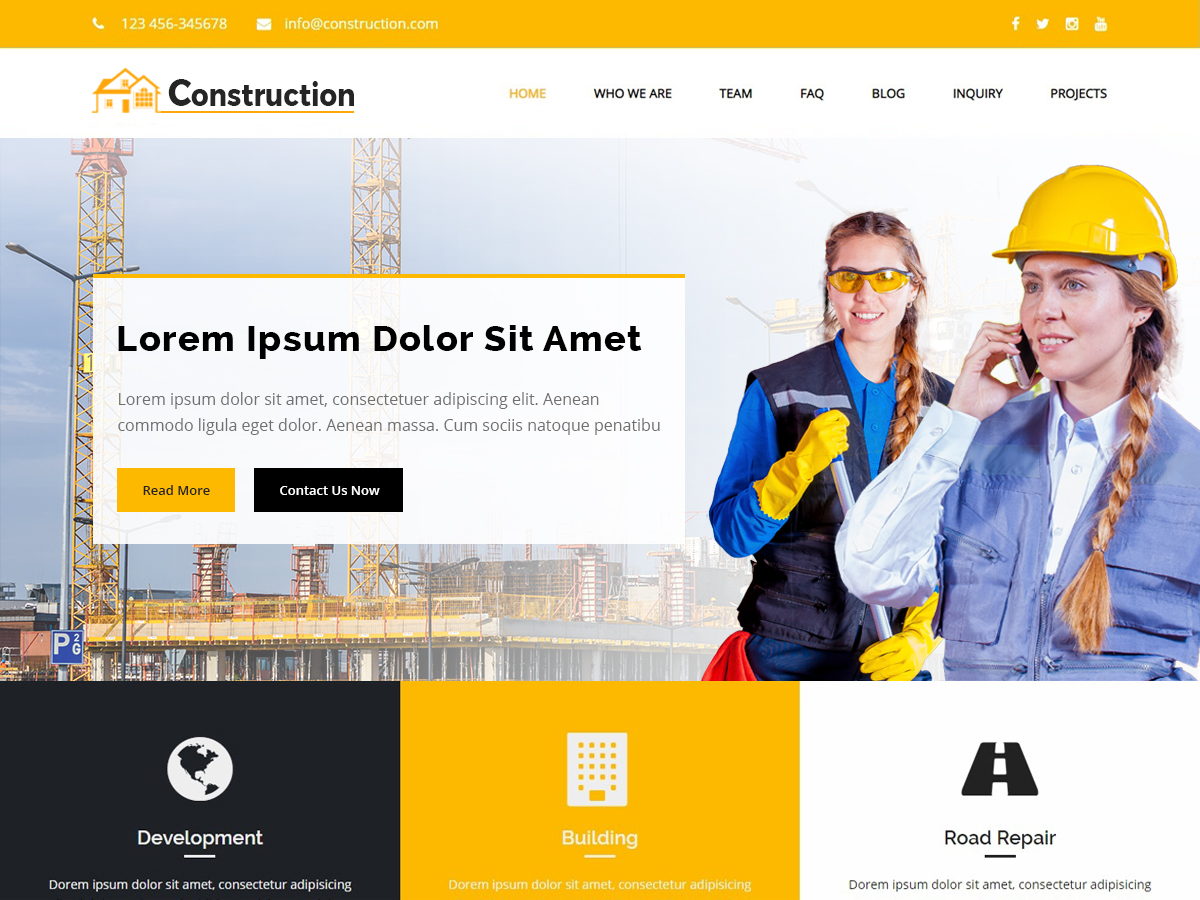 123 456-345678
info@construction.com
Construction
HOME WHO WE ARE TEAM FAQ BLOG INQUIRY PROJECTS
Lorem Ipsum Dolor Sit Amet
Lorem ipsum dolor sit amet, consectetuer adipiscing elit. Aenean
commodo ligula eget dolor. Aenean massa. Cum sociis natoque penatibu
Read More
Contact Us Now
P 2G
Development
Lorem ipsum dolor sit amet, consectetur adipisicing
Building
Lorem ipsum dolor sit amet, consectetur adipisicing
Road Repair
Lorem ipsum dolor sit amet, consectetur adipisicing